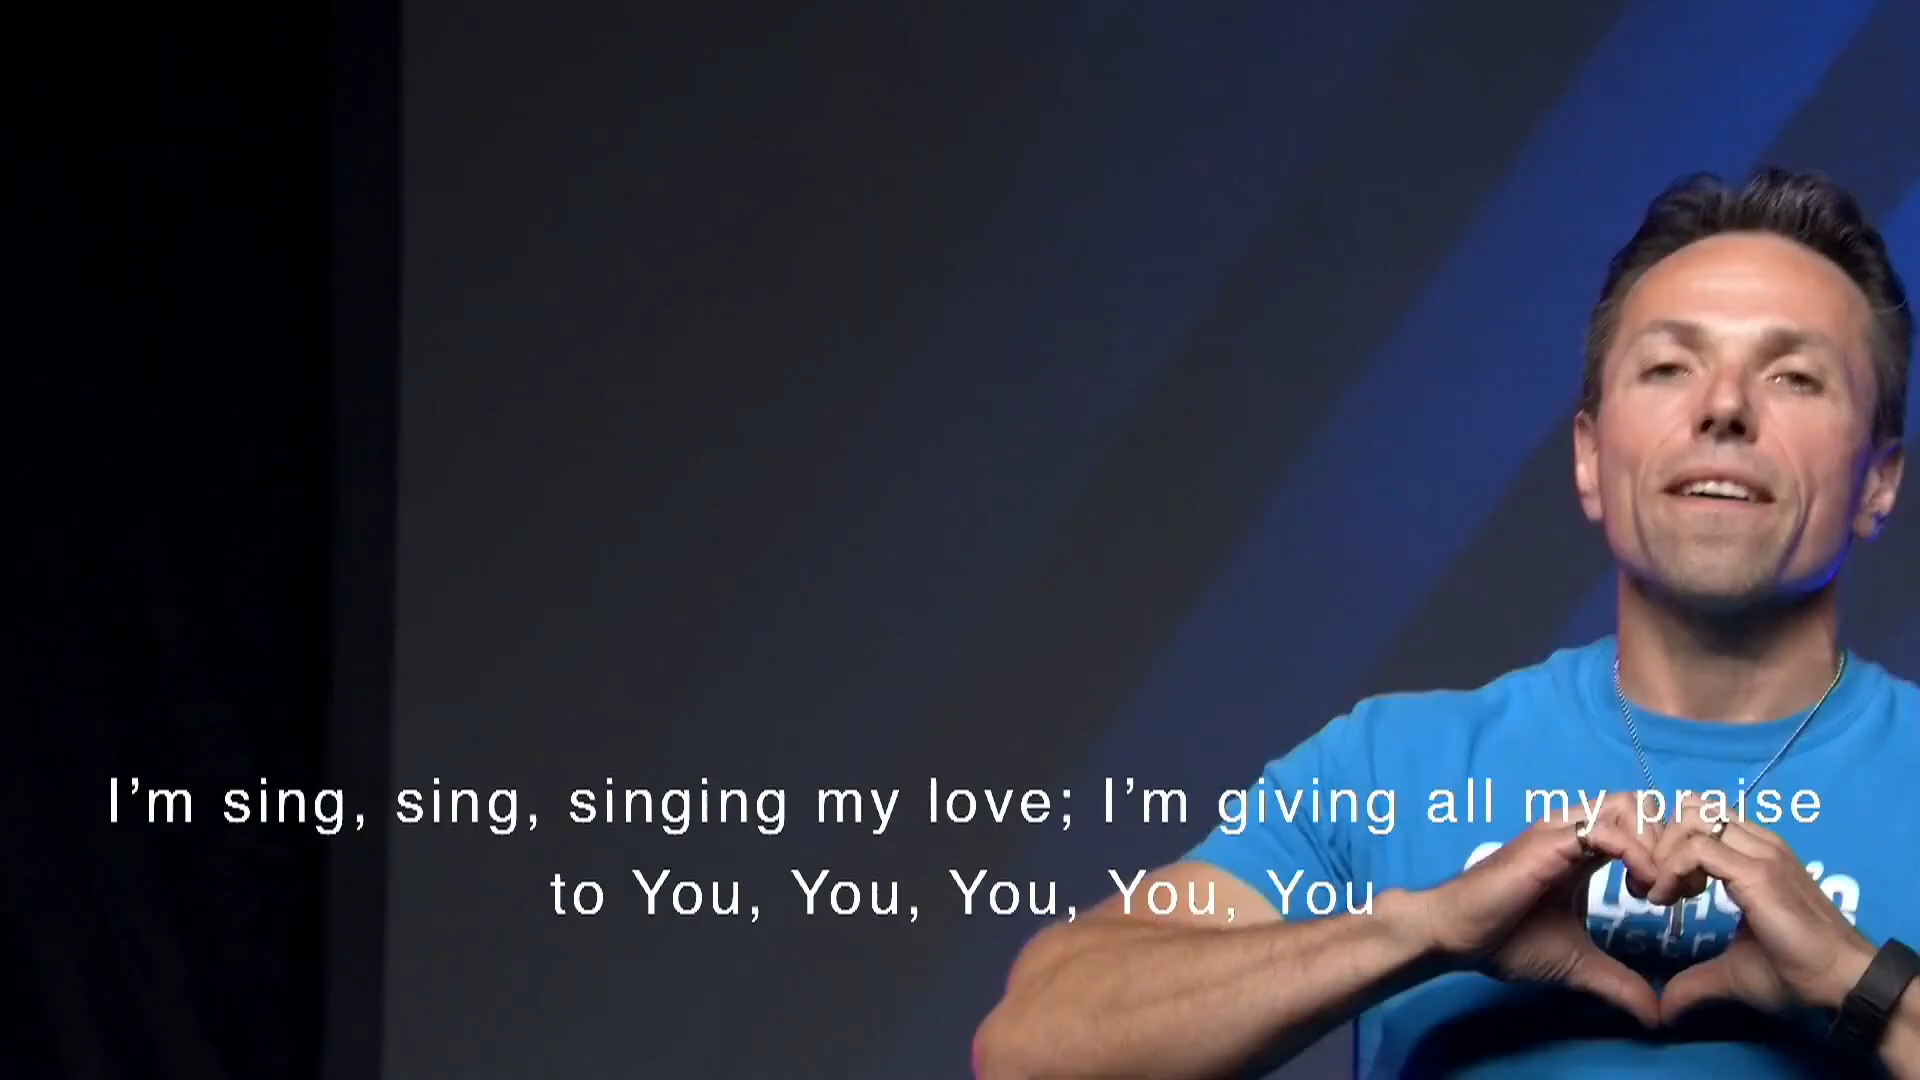 I’m sing, sing, singing my love; I’m giving all my praise
to You, You, You, You, You